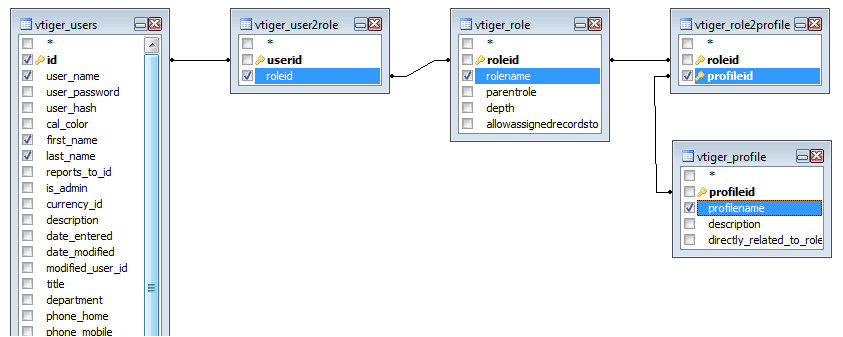 vtiger_users
*
id
user_name
user_password
user_hash
cal_color
first_name
last_name
reports_to_id
is_admin
currency_id
description
date_entered
date_modified
modified_user_id
title
department
phone_home
phone_mobile
vtiger_user2role
*
userid
roleid
vtiger_role
*
roleid
rolename
parentrole
depth
allowassignedrecordsto
vtiger_role2profile
*
roleid
profileid
vtiger_profile
*
profileid
profilename
description
directly_related_to_role